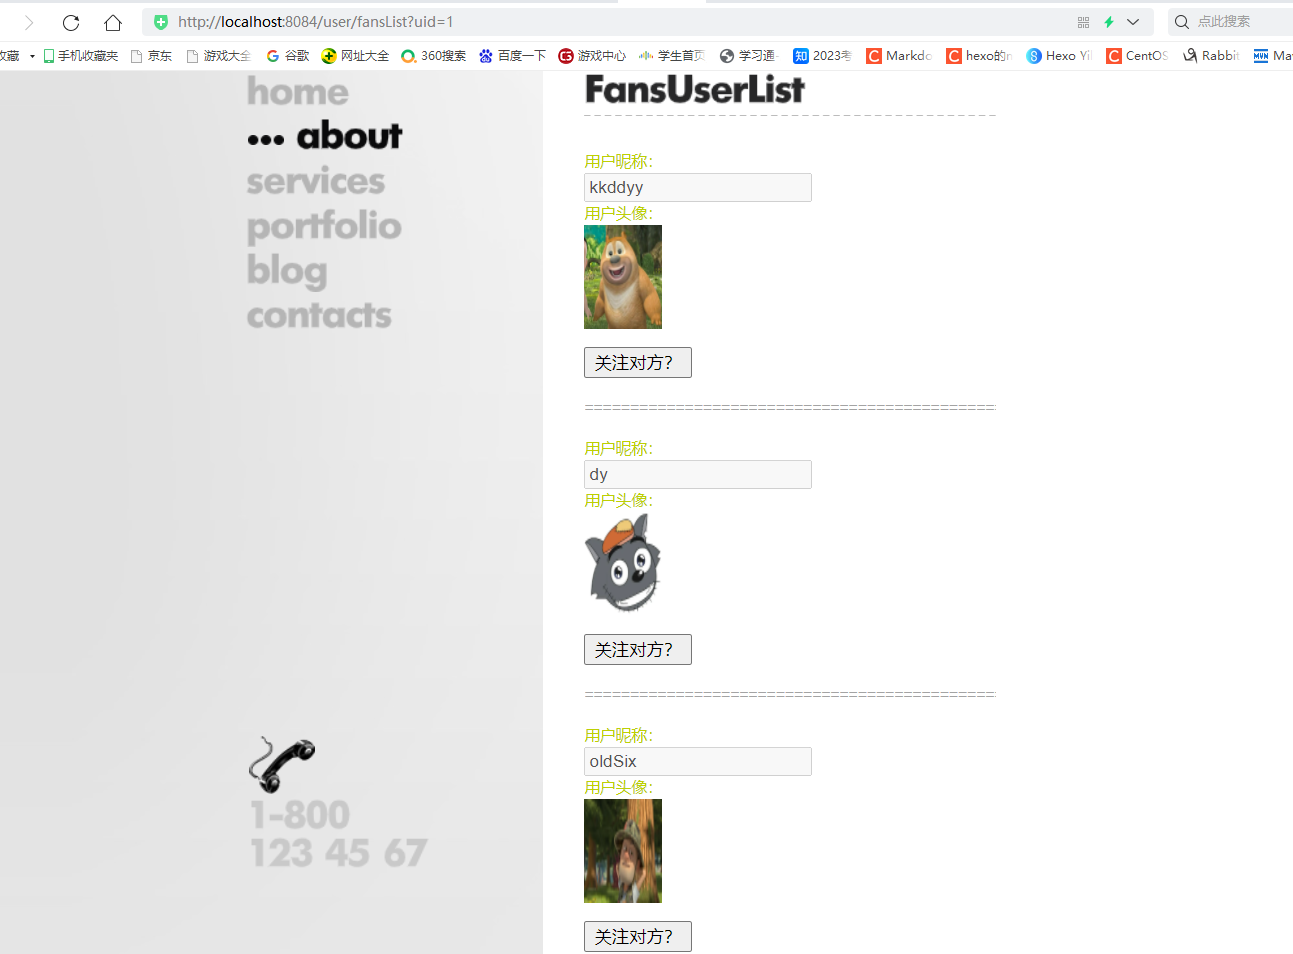 http://localhost:8084/user/fansList?uid=1
点此搜索
收藏 手机收藏夹 京东 游戏大全 谷歌 网址大全 360搜索 百度一下 游戏中心 学生首页 学习通- 2023考 Markdo hexo的n Hexo Yil CentOS Rabbit Ma
home
••• about
services
portfolio
blog
contacts
1-800
123 45 67
FansUserList
用户昵称:
kkddyy
用户头像:
关注对方?
=============================================
用户昵称:
dy
用户头像:
关注对方?
=============================================
用户昵称:
oldSix
用户头像:
关注对方?